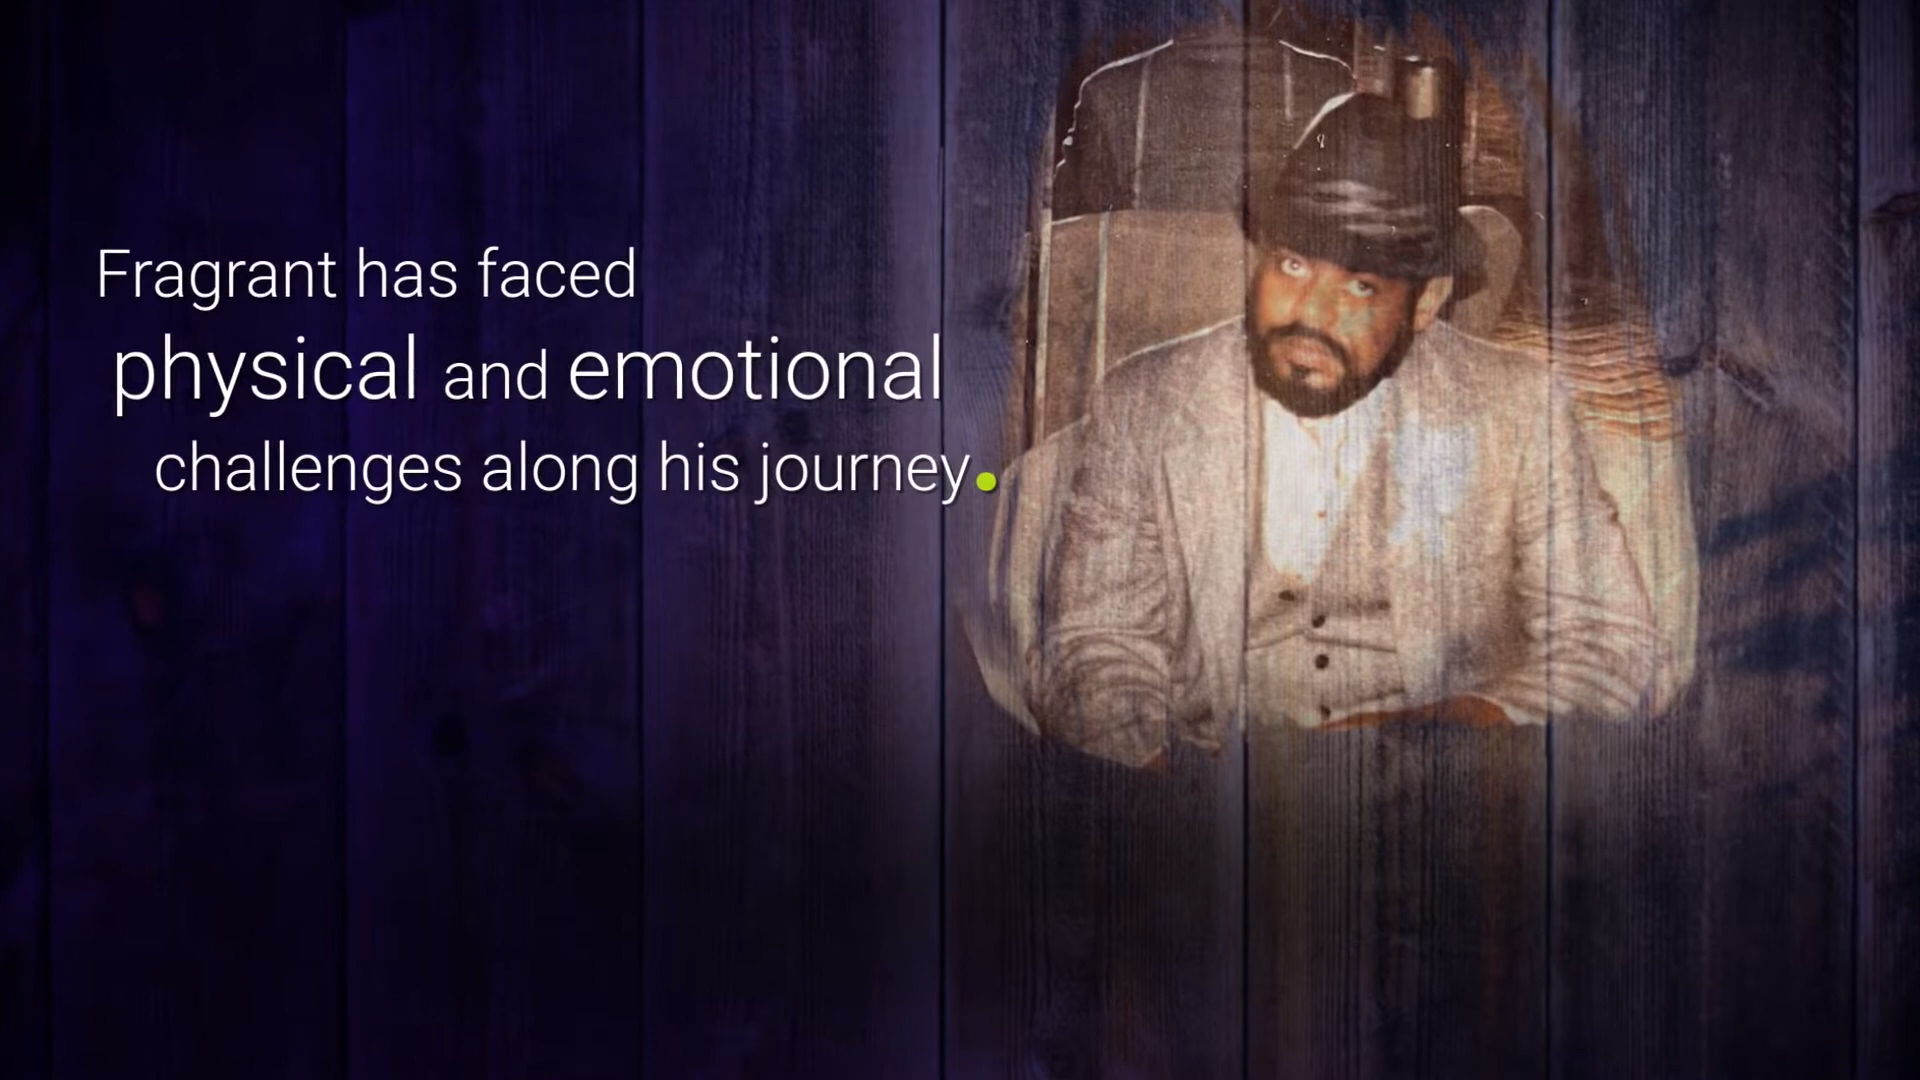 Fragrant has faced
physical and emotional
challenges along his journey.